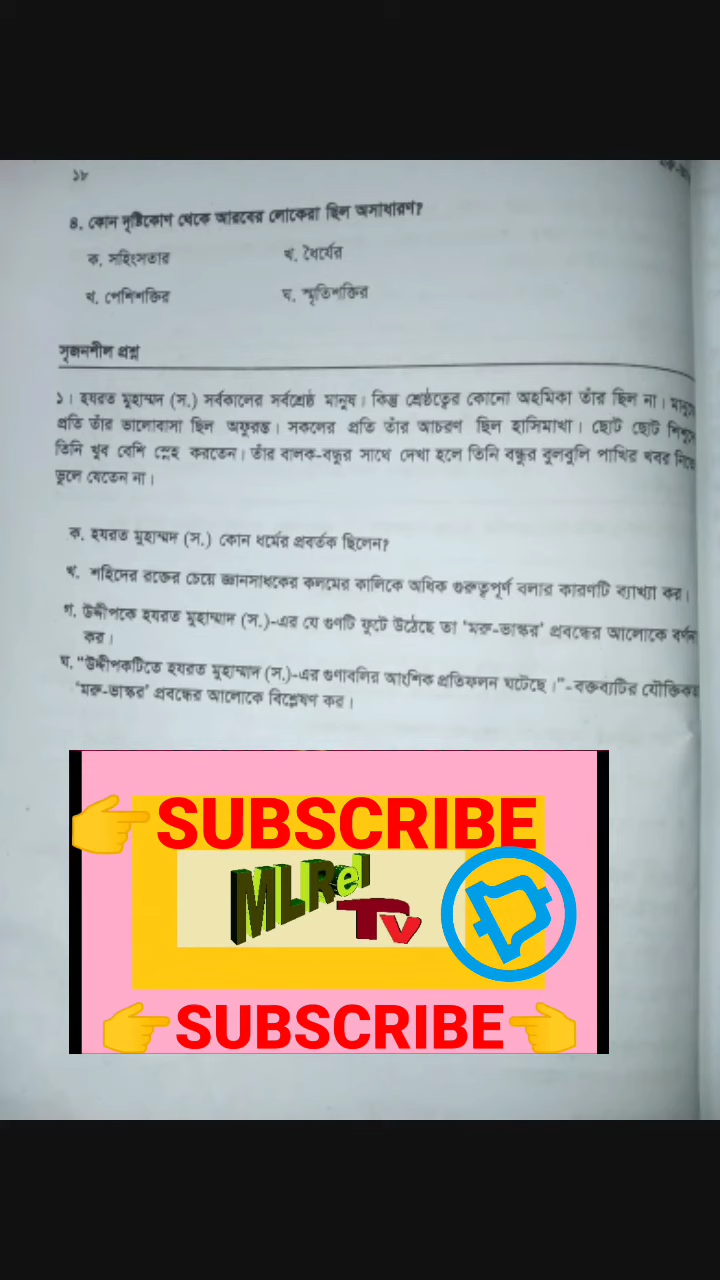 ১৮
৪. কোন দৃষ্টিকোণ থেকে আরবের লোকেরা ছিল অসাধারণ?
ক. সহিংসতার খ. ধৈর্যের
খ. পেশিশক্তির ঘ. স্মৃতিশক্তির
সৃজনশীল প্রশ্ন
১। হযরত মুহাম্মদ (স.) সর্বকালের সর্বশ্রেষ্ঠ মানুষ। কিন্তু শ্রেষ্ঠত্বের কোনো অহমিকা তাঁর ছিল না।
প্রতি তাঁর ভালোবাসা ছিল অফুরন্ত। সকলের প্রতি তাঁর আচরণ ছিল হাসিমাখা। ছোট ছোট
তিনি খুব বেশি স্নেহ করতেন। তাঁর বালক-বন্ধুর সাথে দেখা হলে তিনি বন্ধুর বুলবুলি পাখির খবর নিতে
ভুলে যেতেন না।
ক. হযরত মুহাম্মদ (স.) কোন ধর্মের প্রবর্তক ছিলেন?
খ. শহিদের রক্তের চেয়ে জ্ঞানসাধকের কলমের কালিকে অধিক গুরুত্বপূর্ণ বলার কারণটি ব্যাখ্যা কর।
গ. উদ্দীপকে হযরত মুহাম্মাদ (স.)-এর যে গুণটি ফুটে উঠেছে তা ‘মরু-ভাস্কর’ প্রবন্ধের আলোকে
কর।
ঘ. “উদ্দীপকটিতে হযরত মুহাম্মাদ (স.)-এর গুণাবলির আংশিক প্রতিফলন ঘটেছে।”-বক্তব্যটির
‘মরু-ভাস্কর’ প্রবন্ধের আলোকে বিশ্লেষণ কর।
SUBSCRIBE
MLRel
Tv
SUBSCRIBE